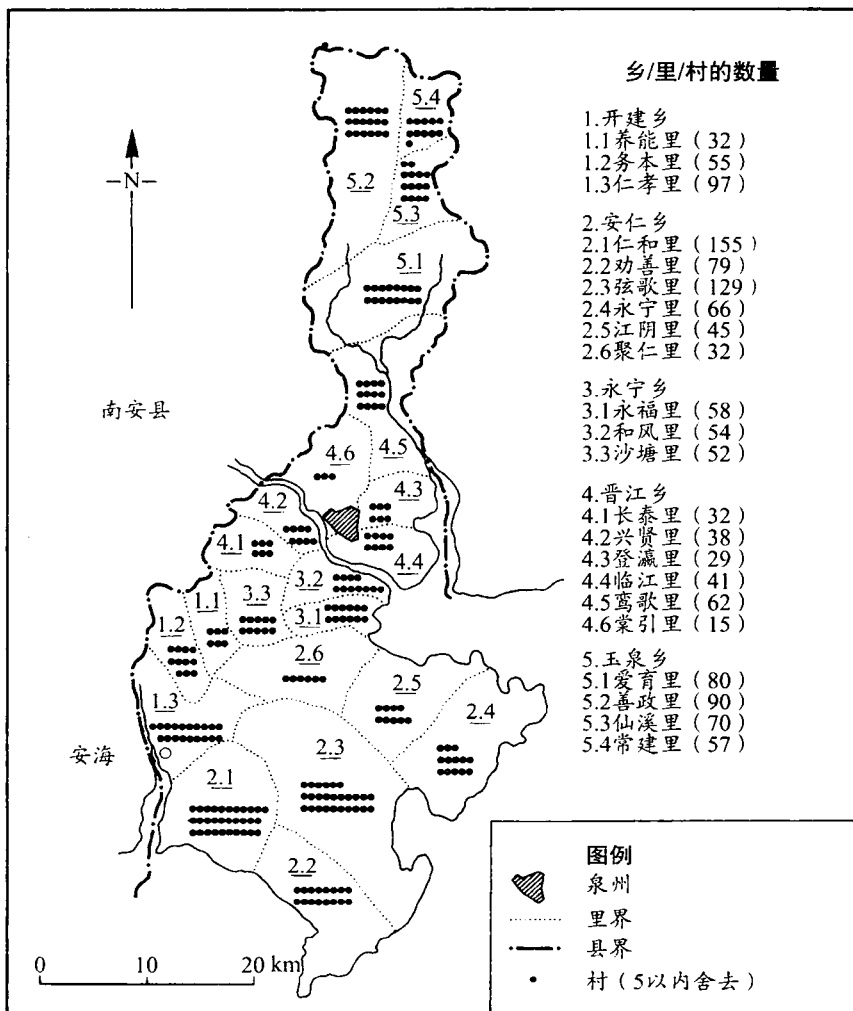 乡/里/村的数量
1.开建乡
1.1养能里（32）
1.2务本里（55）
1.3仁孝里（97）
2.安仁乡
2.1仁和里（155）
2.2劝善里（79）
2.3弦歌里（129）
2.4永宁里（66）
2.5江阴里（45）
2.6聚仁里（32）
3.永宁乡
3.1永福里（58）
3.2和风里（54）
3.3沙塘里（52）
4.晋江乡
4.1长泰里（32）
4.2兴贤里（38）
4.3登瀛里（29）
4.4临江里（41）
4.5鸾歌里（62）
4.6棠引里（15）
5.玉泉乡
5.1爱育里（80）
5.2善政里（90）
5.3仙溪里（70）
5.4常建里（57）
N
5.4
5.2
5.3
5.1
南安县
4.6
4.5
4.3
4.2
4.1
4.4
3.2
1.1
3.3
3.1
1.2
2.6
1.3
2.5
2.4
安海
2.3
2.1
2.2
0 10 20 km
图例
泉州
里界
县界
村（5以内舍去）